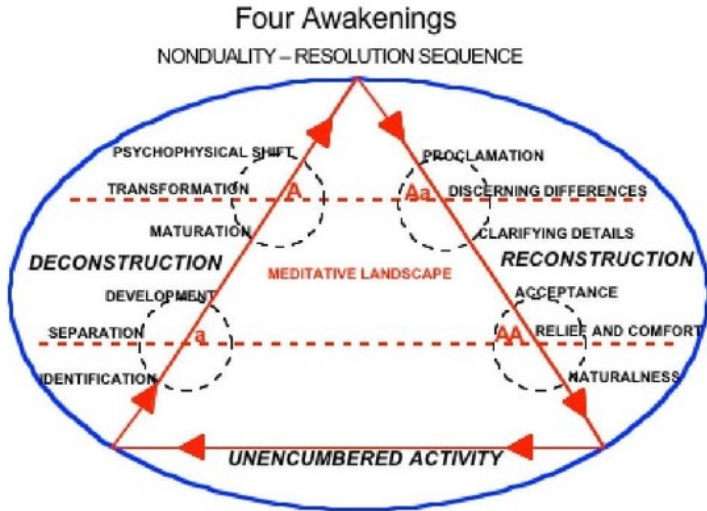 Four Awakenings
NONDUALITY – RESOLUTION SEQUENCE
PSYCHOPHYSICAL SHIFT
PROCLAMATION
TRANSFORMATION
A
Aa
DISCERNING DIFFERENCES
MATURATION
CLARIFYING DETAILS
DECONSTRUCTION
MEDITATIVE LANDSCAPE
RECONSTRUCTION
DEVELOPMENT
ACCEPTANCE
SEPARATION
a
AA
RELIEF AND COMFORT
IDENTIFICATION
NATURALNESS
UNENCUMBERED ACTIVITY